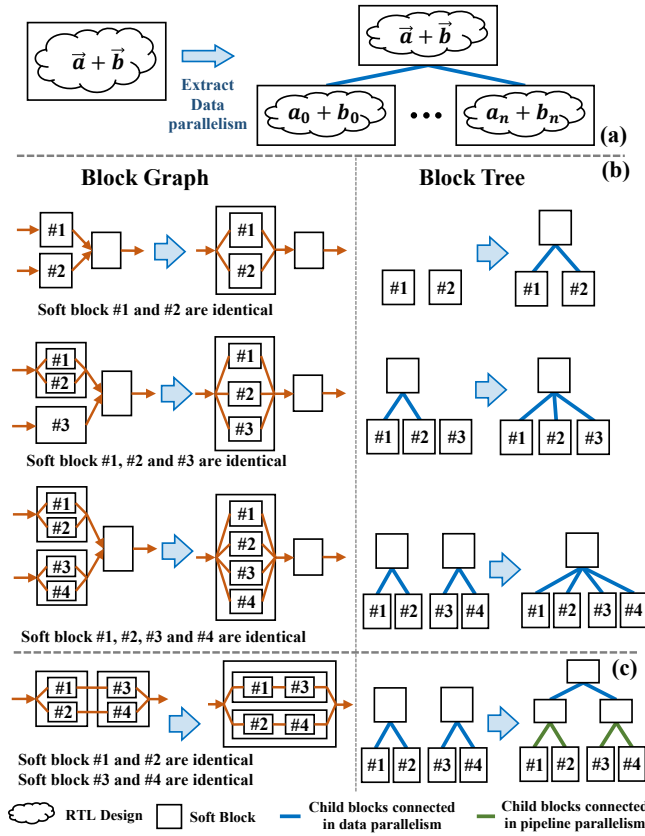 a⃗ + b⃗
Extract
Data
parallelism
a⃗ + b⃗
a₀ + b₀
•••
aₙ + bₙ
(a)
Block Graph
Block Tree
(b)
#1
#2
#1
#2
Soft block #1 and #2 are identical
#1 #2
#1 #2
#1
#2
#3
#1
#2
#3
Soft block #1, #2 and #3 are identical
#1 #2 #3
#1 #2 #3
#1
#2
#3
#4
#1
#2
#3
#4
Soft block #1, #2, #3 and #4 are identical
#1 #2 #3 #4
#1 #2 #3 #4
(c)
#1 #3
#2 #4
#1 #3
#2 #4
Soft block #1 and #2 are identical
Soft block #3 and #4 are identical
#1 #2 #3 #4
#1 #2 #3 #4
RTL Design
Soft Block
Child blocks connected
in data parallelism
Child blocks connected
in pipeline parallelism